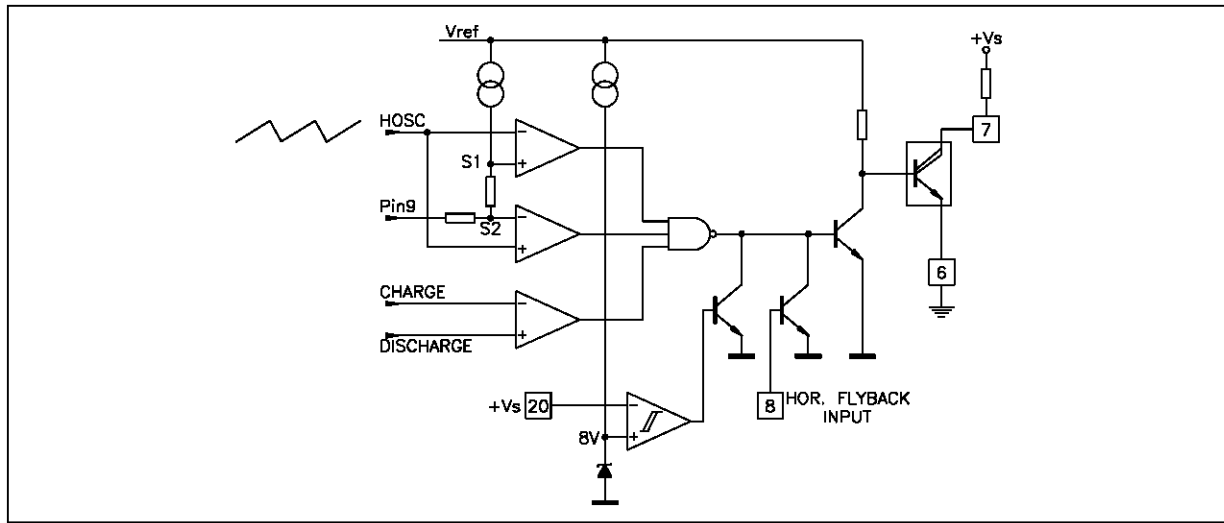 Vref
+Vs
HOSC
7
S1
Pin9
S2
6
CHARGE
DISCHARGE
+Vs 20
8 HOR. FLYBACK
INPUT
8V